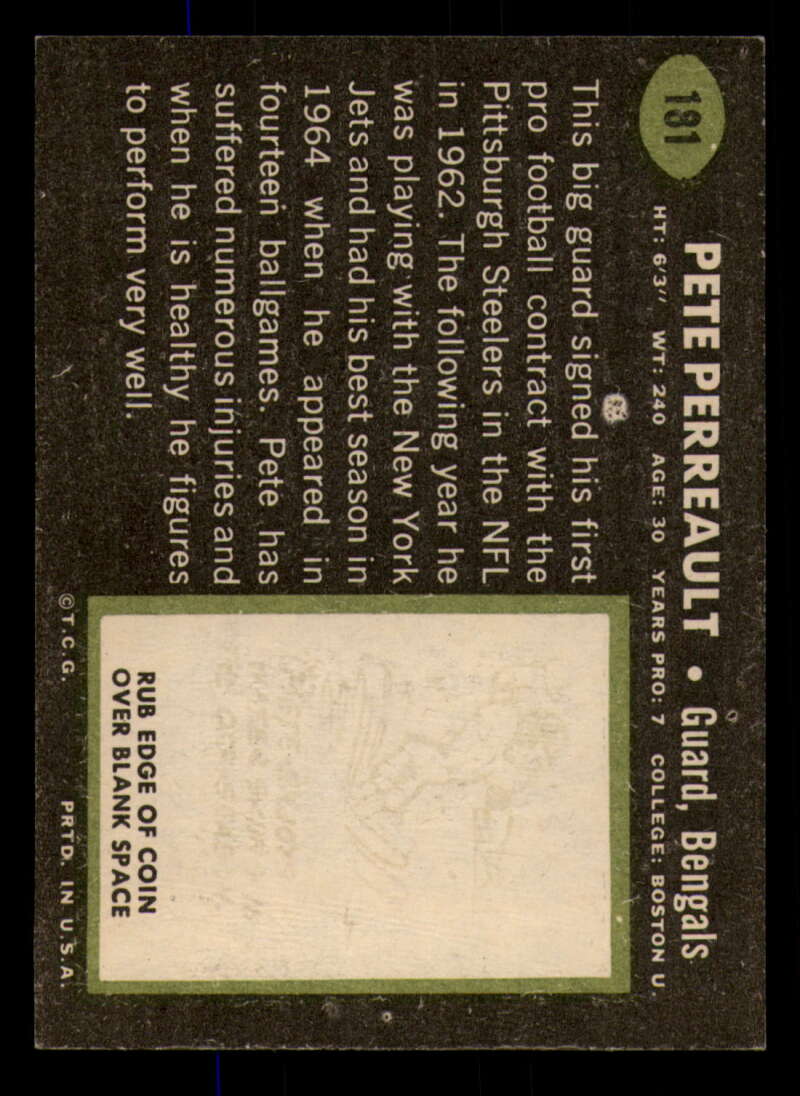 181
PETE PERREAULT • Guard, Bengals
HT: 6'3" WT: 240 AGE: 30 YEARS PRO: 7 COLLEGE: BOSTON U.
This big guard signed his first
pro football contract with the
Pittsburgh Steelers in the NFL
in 1962. The following year he
was playing with the New York
Jets and had his best season in
1964 when he appeared in
fourteen ballgames. Pete has
suffered numerous injuries and
when he is healthy he figures
to perform very well.
RUB EDGE OF COIN
OVER BLANK SPACE
© T.C.G. PRTD. IN U.S.A.